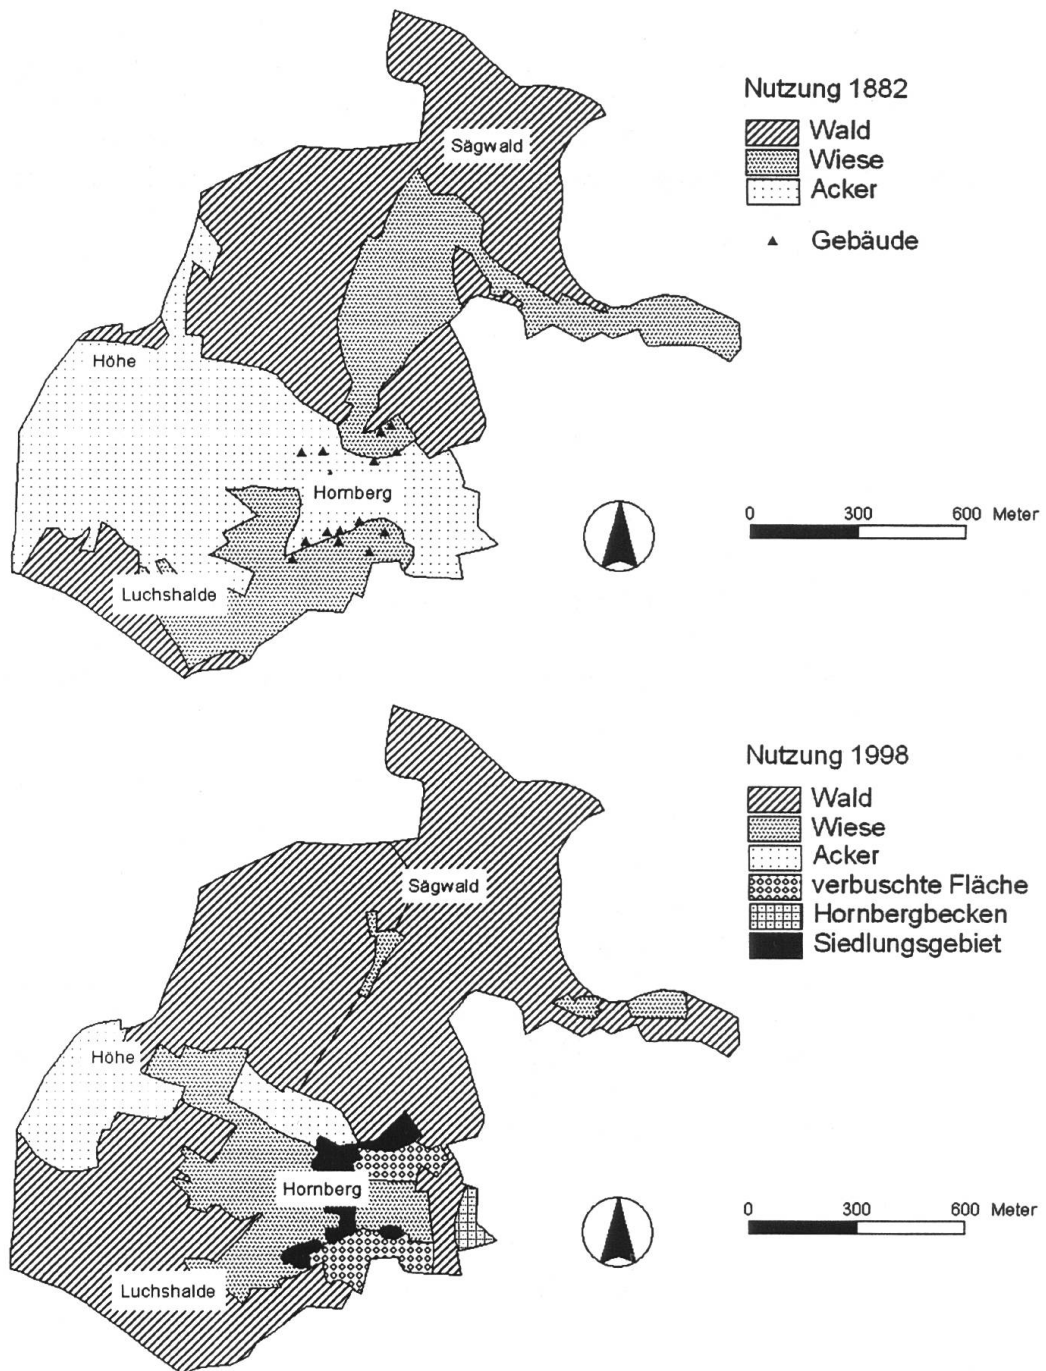 Nutzung 1882
Wald
Wiese
Acker
Gebäude
Sägwald
Höhe
Hornberg
Luchshalde
0 300 600 Meter
Nutzung 1998
Wald
Wiese
Acker
verbuschte Fläche
Hornbergbecken
Siedlungsgebiet
Sägwald
Höhe
Hornberg
Luchshalde
0 300 600 Meter